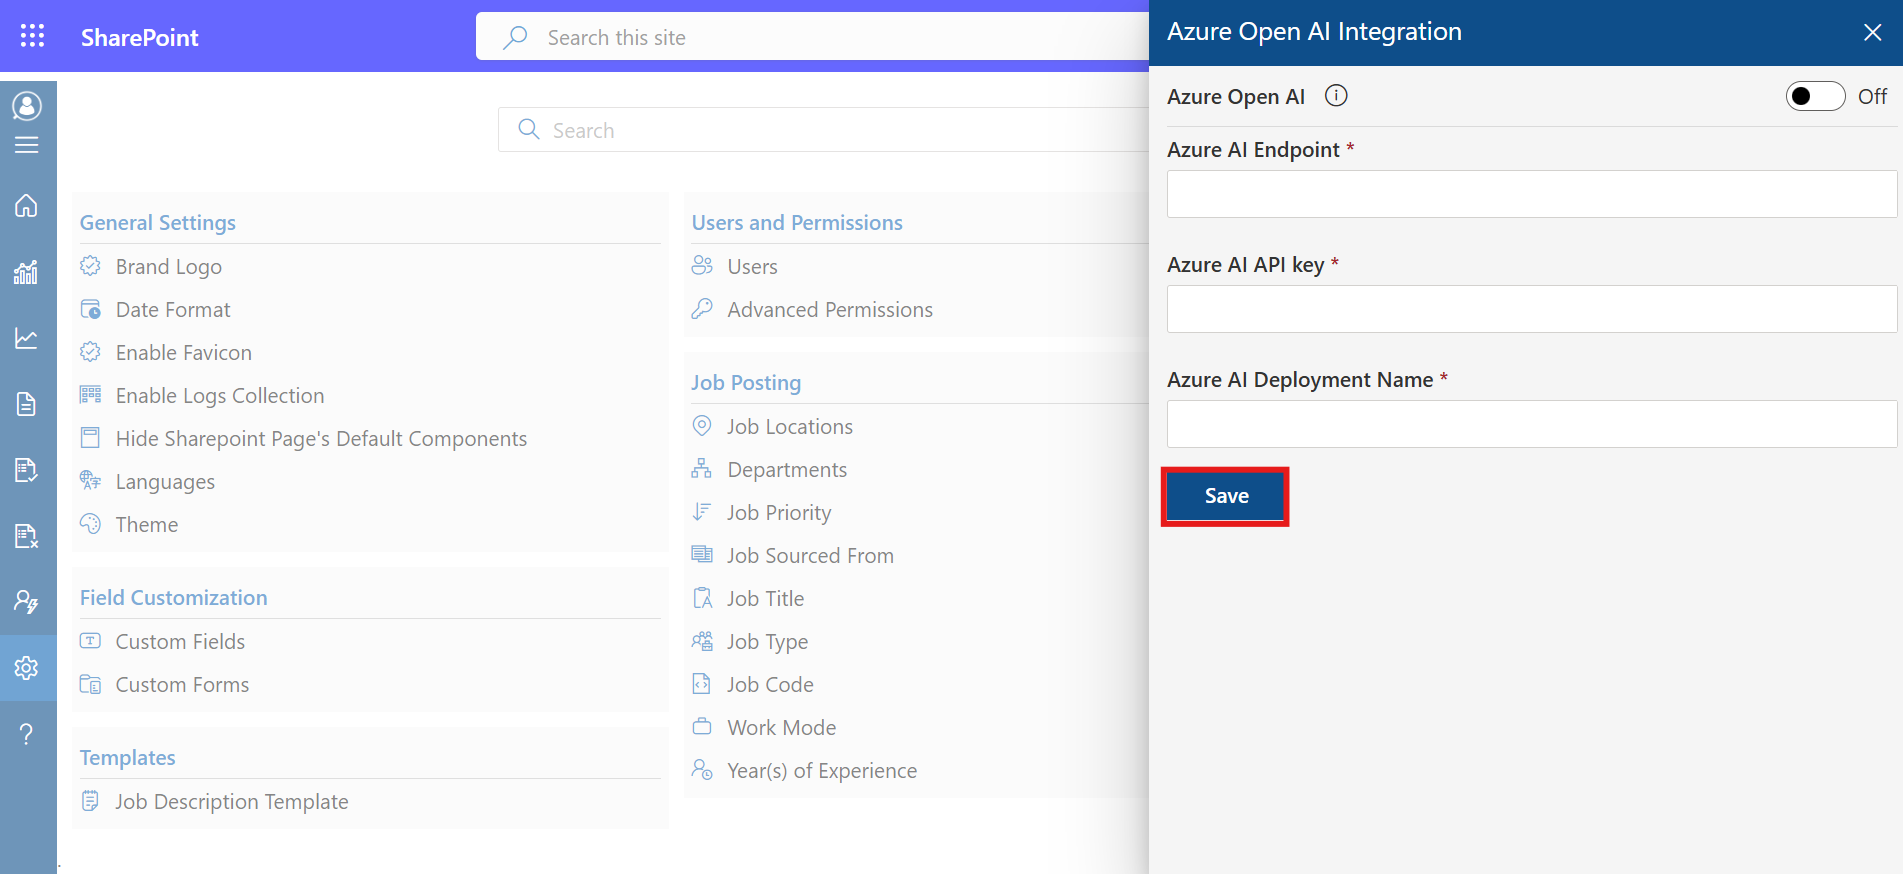 SharePoint
Search this site
Search
General Settings
Brand Logo
Date Format
Enable Favicon
Enable Logs Collection
Hide Sharepoint Page's Default Components
Languages
Theme
Field Customization
Custom Fields
Custom Forms
Templates
Job Description Template
Users and Permissions
Users
Advanced Permissions
Job Posting
Job Locations
Departments
Job Priority
Job Sourced From
Job Title
Job Type
Job Code
Work Mode
Year(s) of Experience
Azure Open AI Integration
Azure Open AI Off
Azure AI Endpoint *
Azure AI API key *
Azure AI Deployment Name *
Save